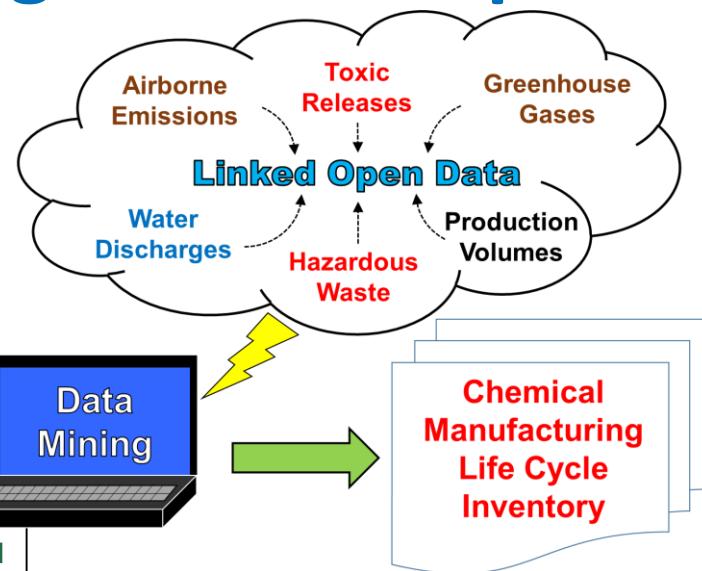 Airborne
Emissions
Toxic
Releases
Greenhouse
Gases
Linked Open Data
Water
Discharges
Hazardous
Waste
Production
Volumes
Data
Mining
Chemical
Manufacturing
Life Cycle
Inventory